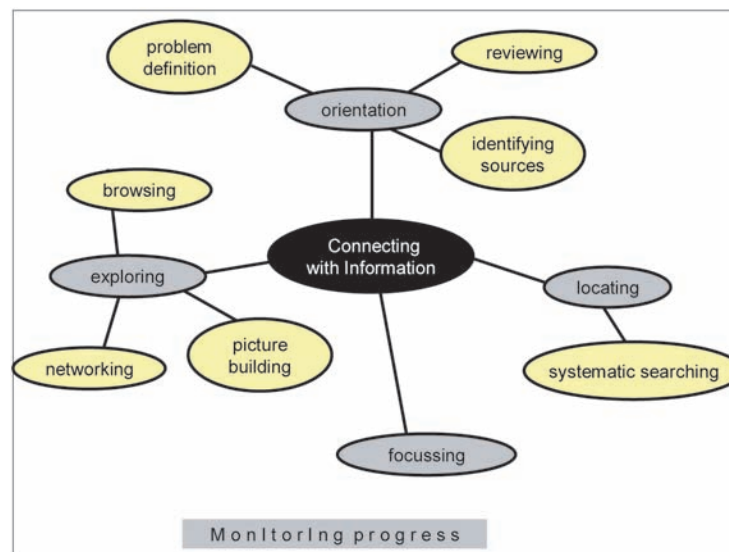 problem
definition
reviewing
orientation
identifying
sources
browsing
Connecting
with Information
exploring
locating
picture
building
networking
systematic searching
focussing
MonItorIng progress